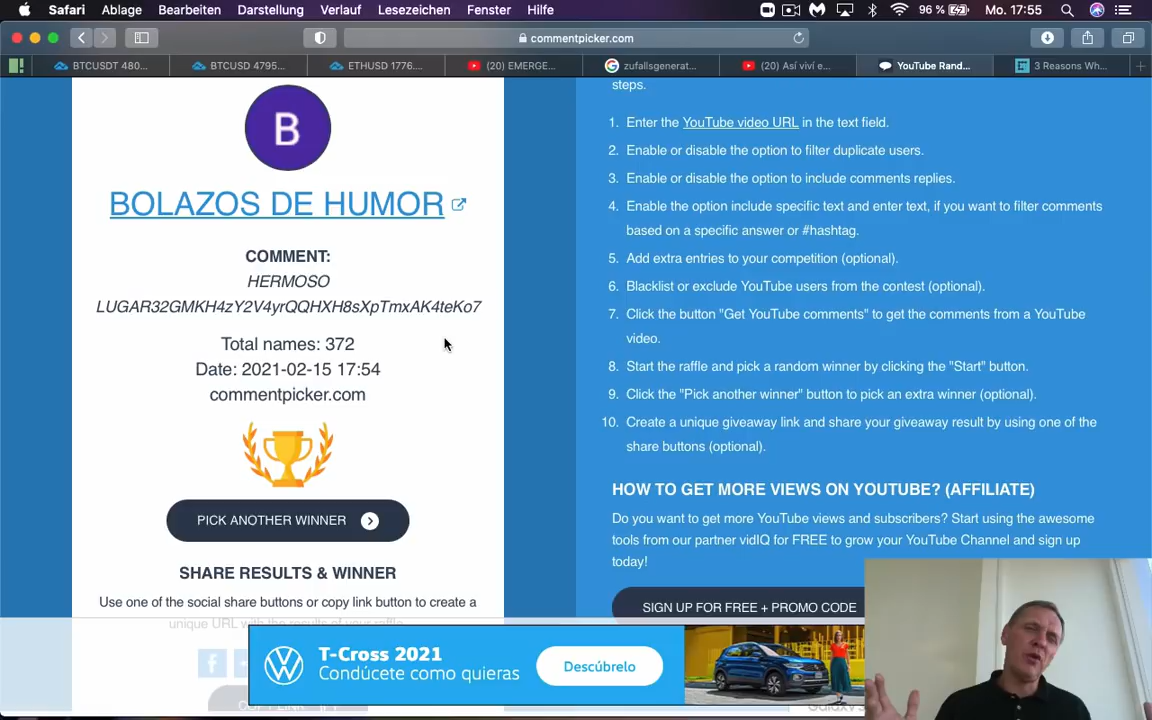 Safari Ablage Bearbeiten Darstellung Verlauf Lesezeichen Fenster Hilfe 96 % Mo. 17:55
commentpicker.com
BTCUSDT 480... BTCUSD 4795... ETHUSD 1776.... (20) EMERGE... zufallsgenerat... (20) Así viví e... YouTube Rand... 3 Reasons Wh...
B
BOLAZOS DE HUMOR
COMMENT:
HERMOSO
LUGAR32GMKH4zY2V4yrQQHXH8sXpTmxAK4teKo7
Total names: 372
Date: 2021-02-15 17:54
commentpicker.com
PICK ANOTHER WINNER
SHARE RESULTS & WINNER
Use one of the social share buttons or copy link button to create a
unique URL with the results of your raffle.
steps.
1. Enter the YouTube video URL in the text field.
2. Enable or disable the option to filter duplicate users.
3. Enable or disable the option to include comments replies.
4. Enable the option include specific text and enter text, if you want to filter comments
based on a specific answer or #hashtag.
5. Add extra entries to your competition (optional).
6. Blacklist or exclude YouTube users from the contest (optional).
7. Click the button "Get YouTube comments" to get the comments from a YouTube
video.
8. Start the raffle and pick a random winner by clicking the "Start" button.
9. Click the "Pick another winner" button to pick an extra winner (optional).
10. Create a unique giveaway link and share your giveaway result by using one of the
share buttons (optional).
HOW TO GET MORE VIEWS ON YOUTUBE? (AFFILIATE)
Do you want to get more YouTube views and subscribers? Start using the awesome
tools from our partner vidIQ for FREE to grow your YouTube Channel and sign up
today!
SIGN UP FOR FREE + PROMO CODE
T-Cross 2021
Condúcete como quieras
Descúbrelo